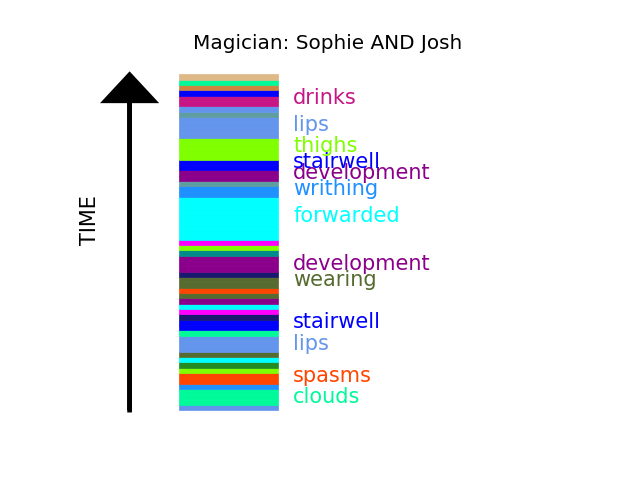 Magician: Sophie AND Josh
drinks
lips
thighs
stairwell
development
writhing
forwarded
development
wearing
stairwell
lips
spasms
clouds
TIME